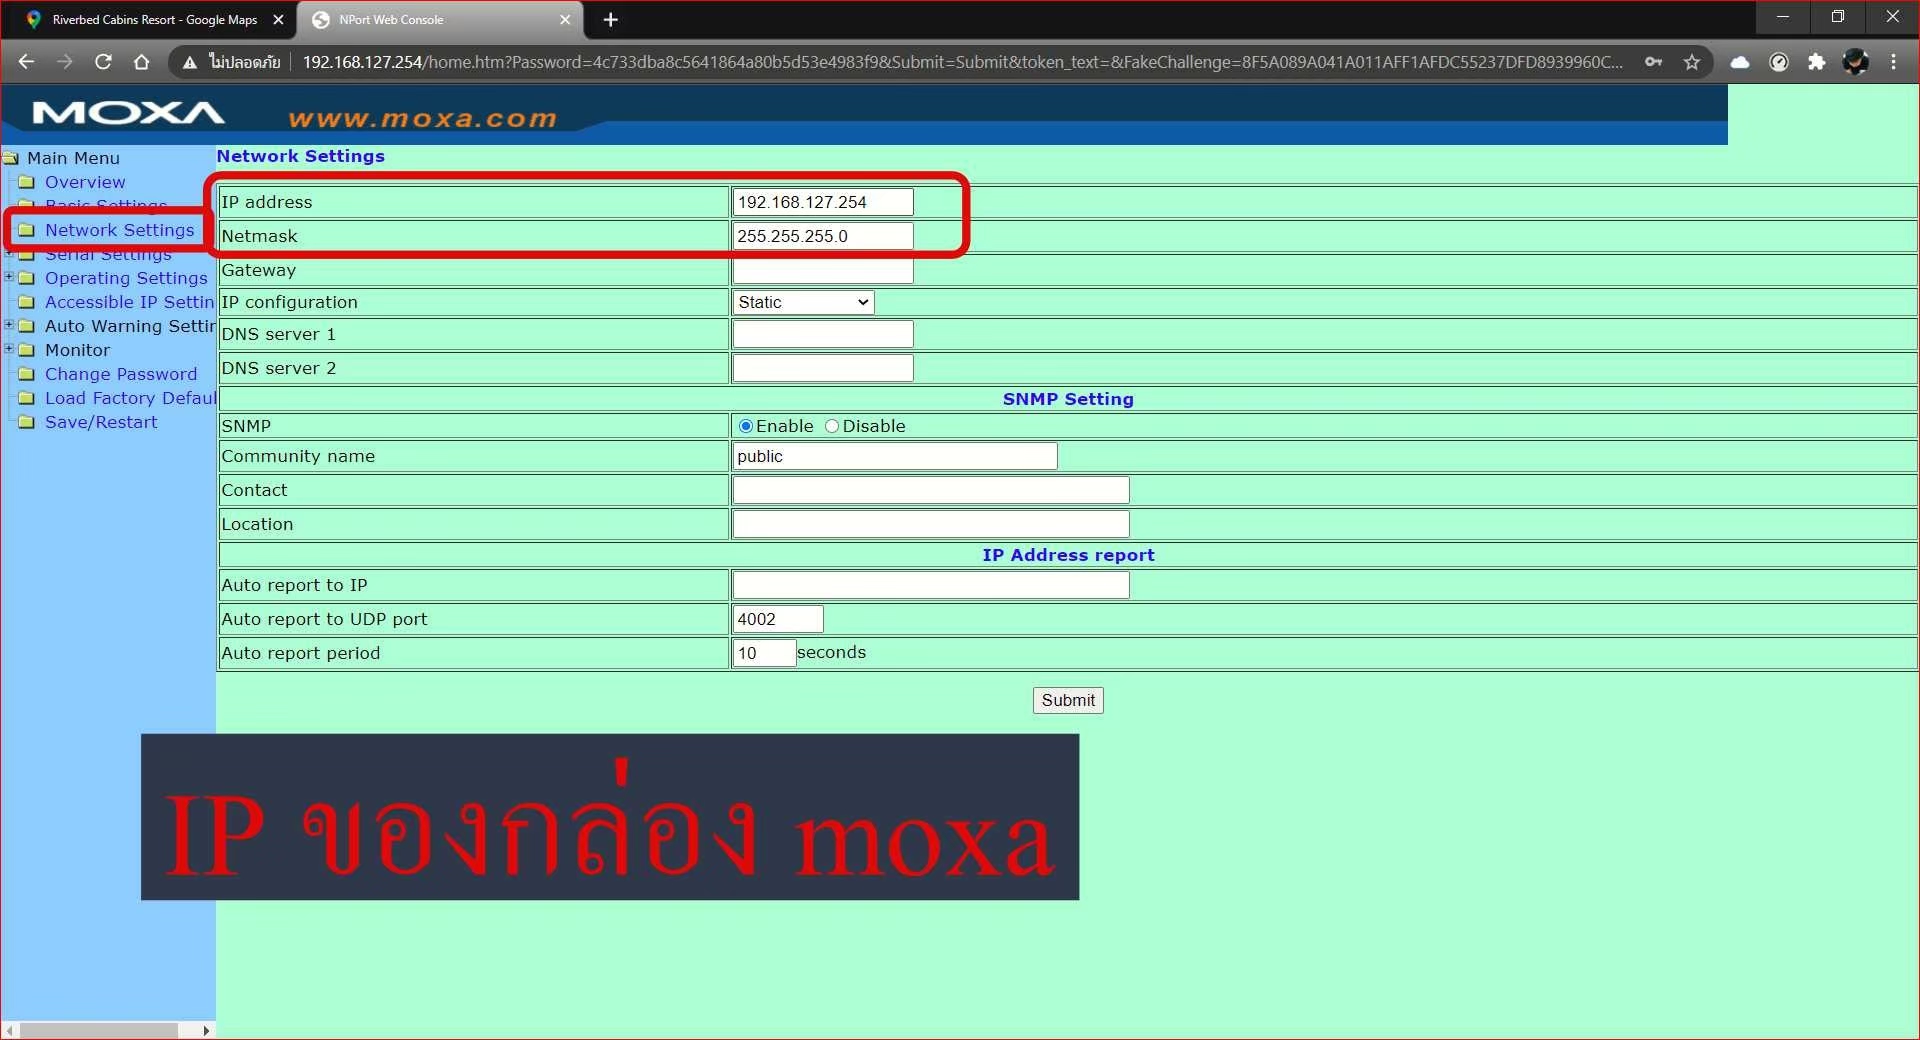 Riverbed Cabins Resort - Google Maps
NPort Web Console
ไม่ปลอดภัย
192.168.127.254/home.htm?Password=4c733dba8c5641864a80b5d53e4983f9&Submit=Submit&token_text=&FakeChallenge=8F5A089A041A011AFF1AFDC55237DFD8939960C...
MOXA
www.moxa.com
Main Menu
Overview
Basic Settings
Network Settings
Serial Settings
Operating Settings
Accessible IP Settin
Auto Warning Settin
Monitor
Change Password
Load Factory Defaul
Save/Restart
Network Settings
IP address 192.168.127.254
Netmask 255.255.255.0
Gateway
IP configuration Static
DNS server 1
DNS server 2
SNMP Setting
SNMP Enable Disable
Community name public
Contact
Location
IP Address report
Auto report to IP
Auto report to UDP port 4002
Auto report period 10 seconds
Submit
IP ของกล่อง moxa